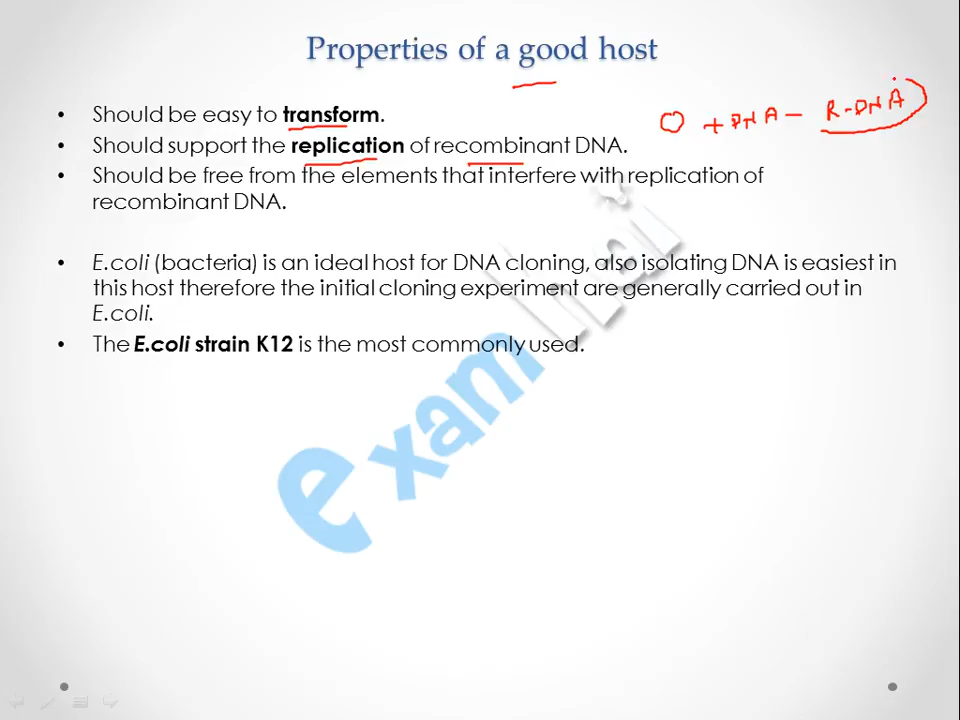 Properties of a good host
• Should be easy to transform.
O + DNA - R-DNA
• Should support the replication of recombinant DNA.
• Should be free from the elements that interfere with replication of
recombinant DNA.
• E.coli (bacteria) is an ideal host for DNA cloning, also isolating DNA is easiest in
this host therefore the initial cloning experiment are generally carried out in
E.coli.
• The E.coli strain K12 is the most commonly used.
exam